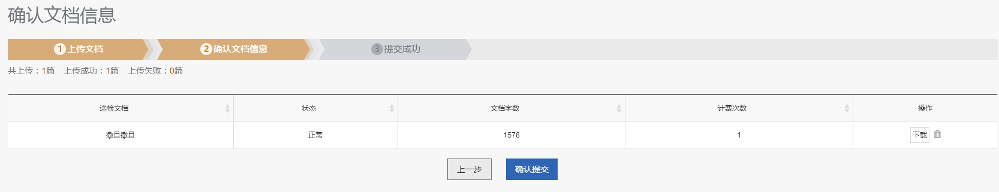 确认文档信息
1 上传文档 2 确认文档信息 3 提交成功
共上传：1篇 上传成功：1篇 上传失败：0篇
送检文档 状态 文档字数 计费次数 操作
撒旦撒旦 正常 1578 1 下载
上一步 确认提交